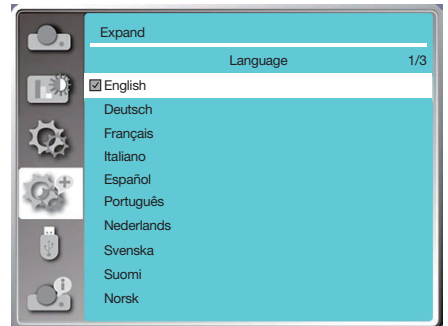 Expand
Language 1/3
English
Deutsch
Français
Italiano
Español
Português
Nederlands
Svenska
Suomi
Norsk